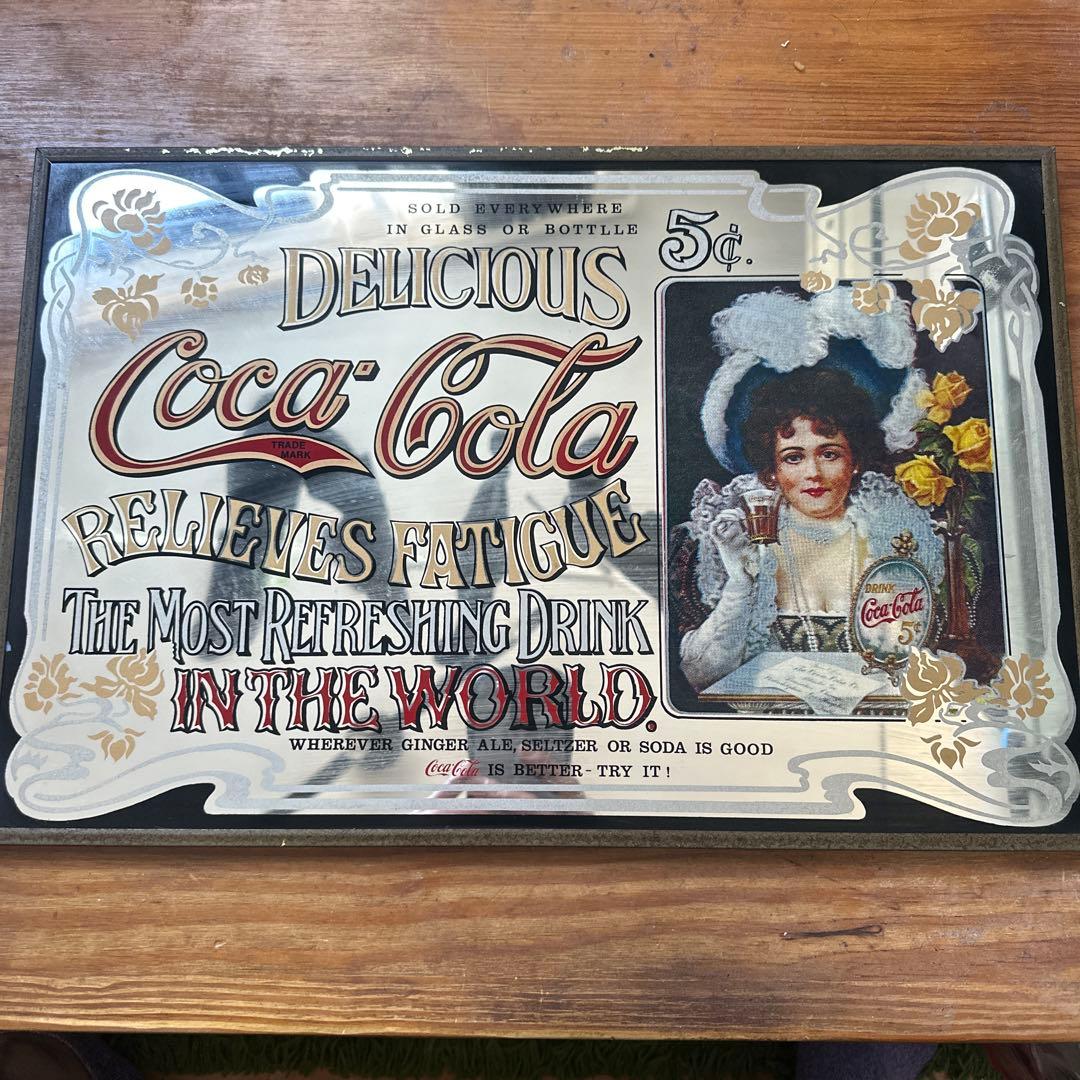 SOLD EVERYWHERE
IN GLASS OR BOTTLLE
5¢.
DELICIOUS
Coca-Cola
TRADE
MARK
RELIEVES FATIGUE
THE MOST REFRESHING DRINK
IN THE WORLD.
WHEREVER GINGER ALE, SELTZER OR SODA IS GOOD
Coca-Cola IS BETTER - TRY IT!
DRINK
Coca-Cola
5¢